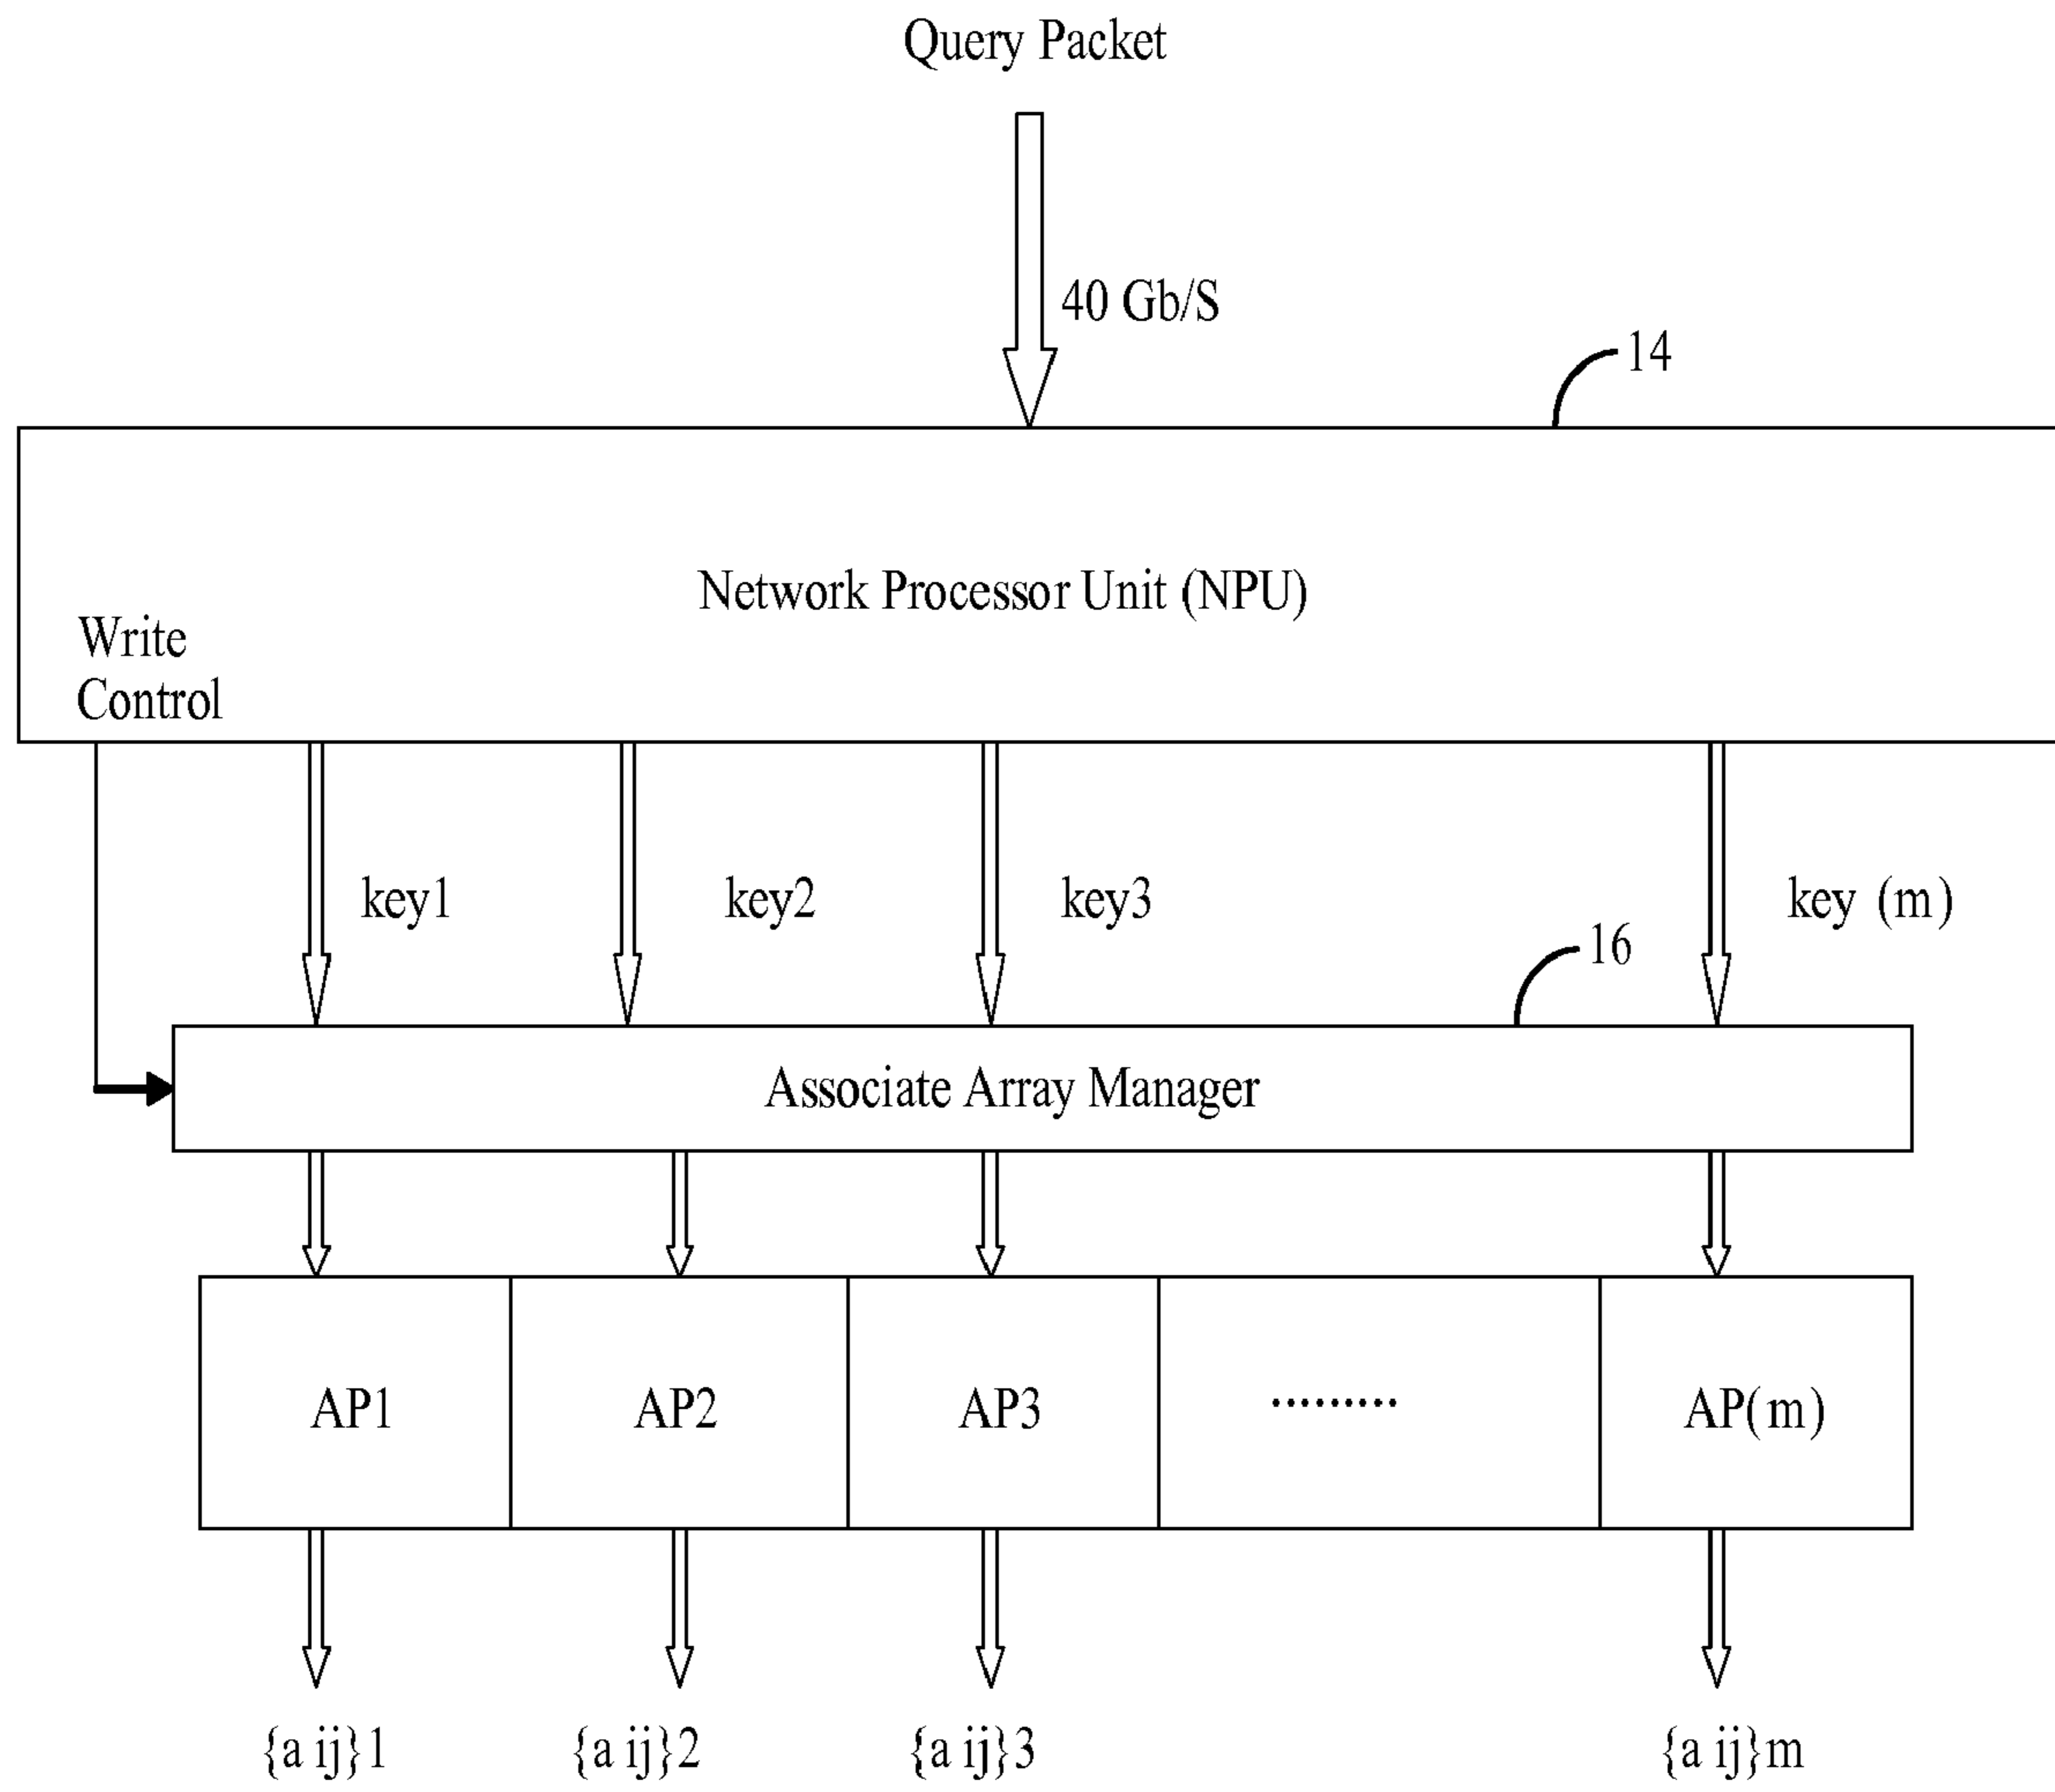 Query Packet
40 Gb/S
14
Network Processor Unit (NPU)
Write
Control
key1
key2
key3
key (m)
16
Associate Array Manager
AP1
AP2
AP3
.........
AP(m)
{a ij}1
{a ij}2
{a ij}3
{a ij}m